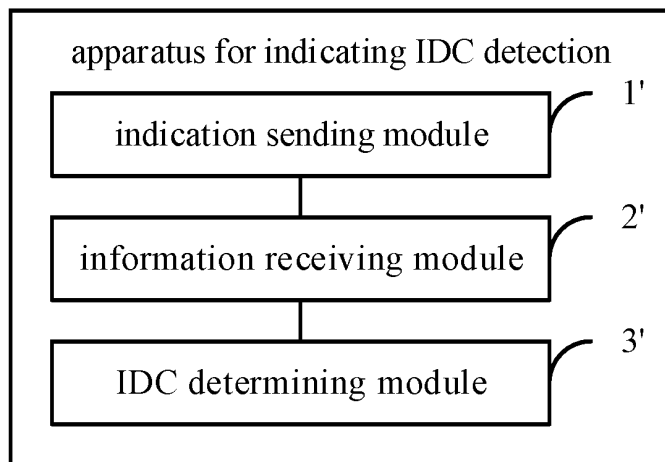 apparatus for indicating IDC detection
indication sending module
1'
information receiving module
2'
IDC determining module
3'